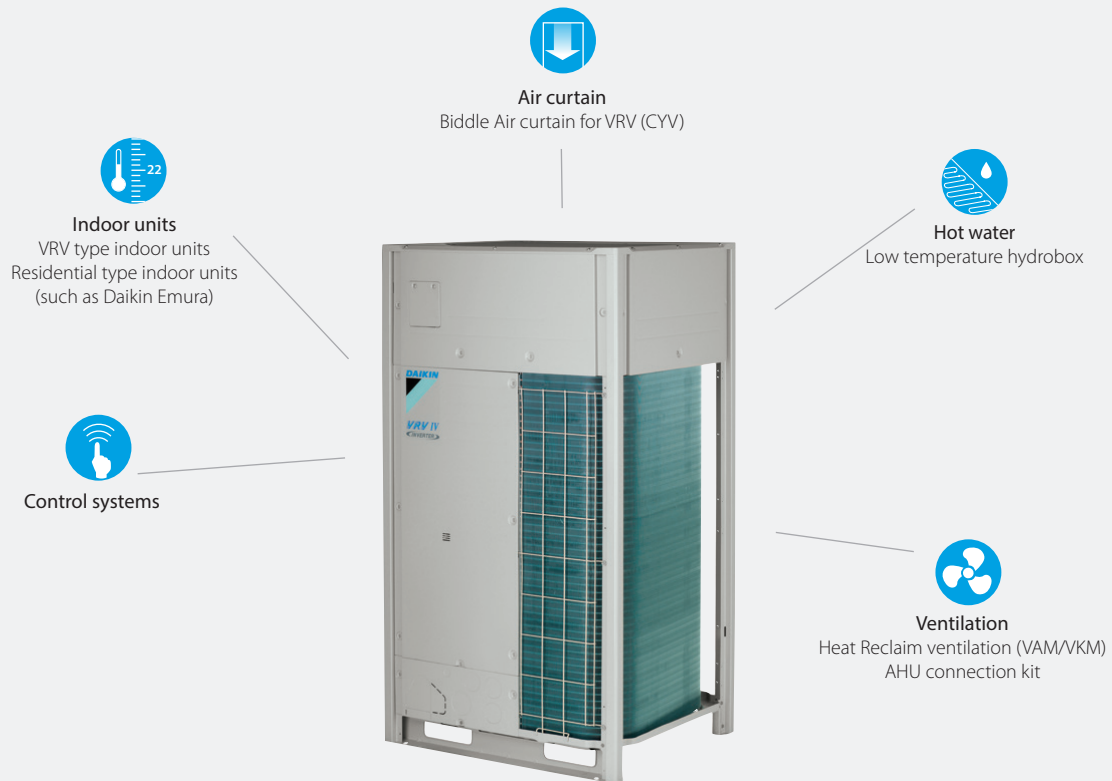 Air curtain
Biddle Air curtain for VRV (CYV)
22
Indoor units
VRV type indoor units
Residential type indoor units
(such as Daikin Emura)
Hot water
Low temperature hydrobox
DAIKIN
VRV IV
INVERTER
Control systems
Ventilation
Heat Reclaim ventilation (VAM/VKM)
AHU connection kit